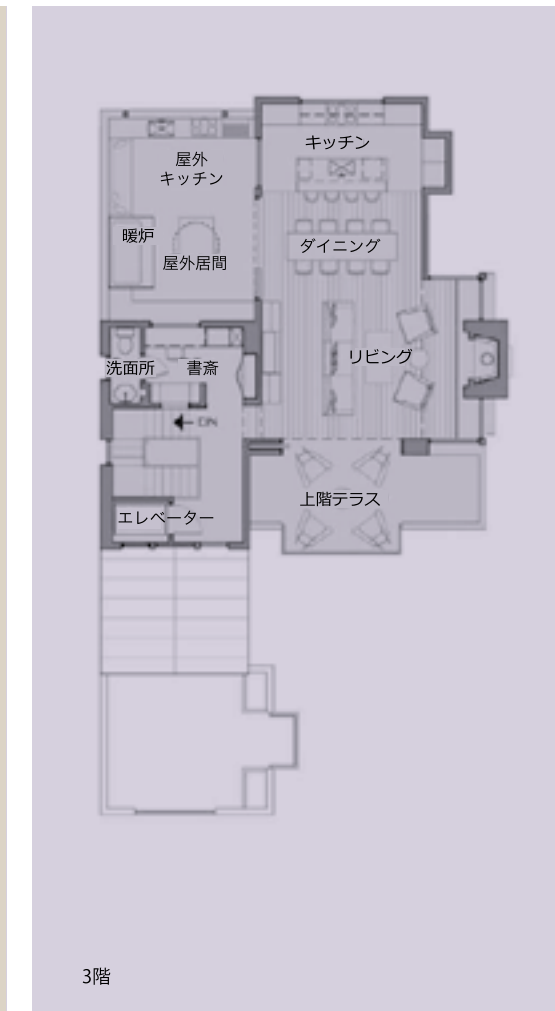 キッチン
屋外
キッチン
暖炉
屋外居間
ダイニング
リビング
洗面所
書斎
DN
上階テラス
エレベーター
3階